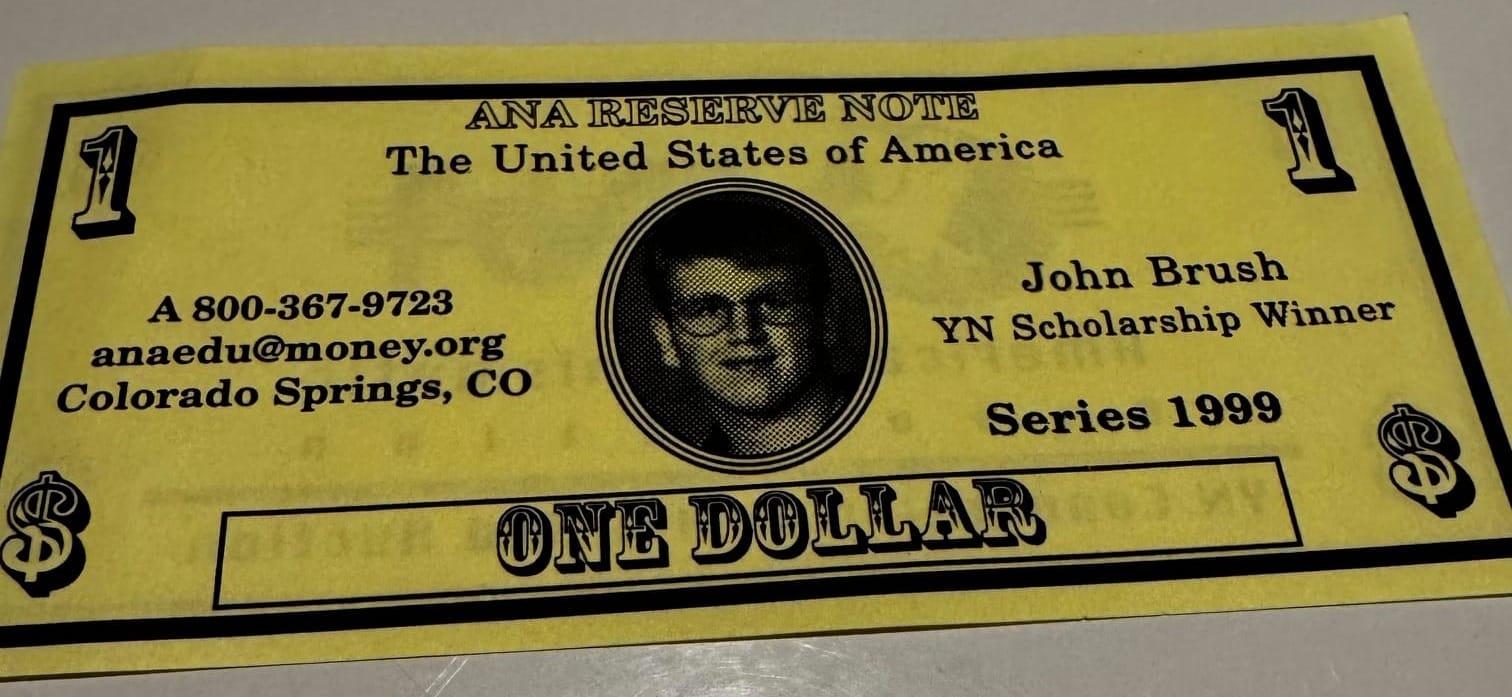 ANA RESERVE NOTE
The United States of America
1
1
A 800-367-9723
anaedu@money.org
Colorado Springs, CO
John Brush
YN Scholarship Winner
Series 1999
$
$
ONE DOLLAR